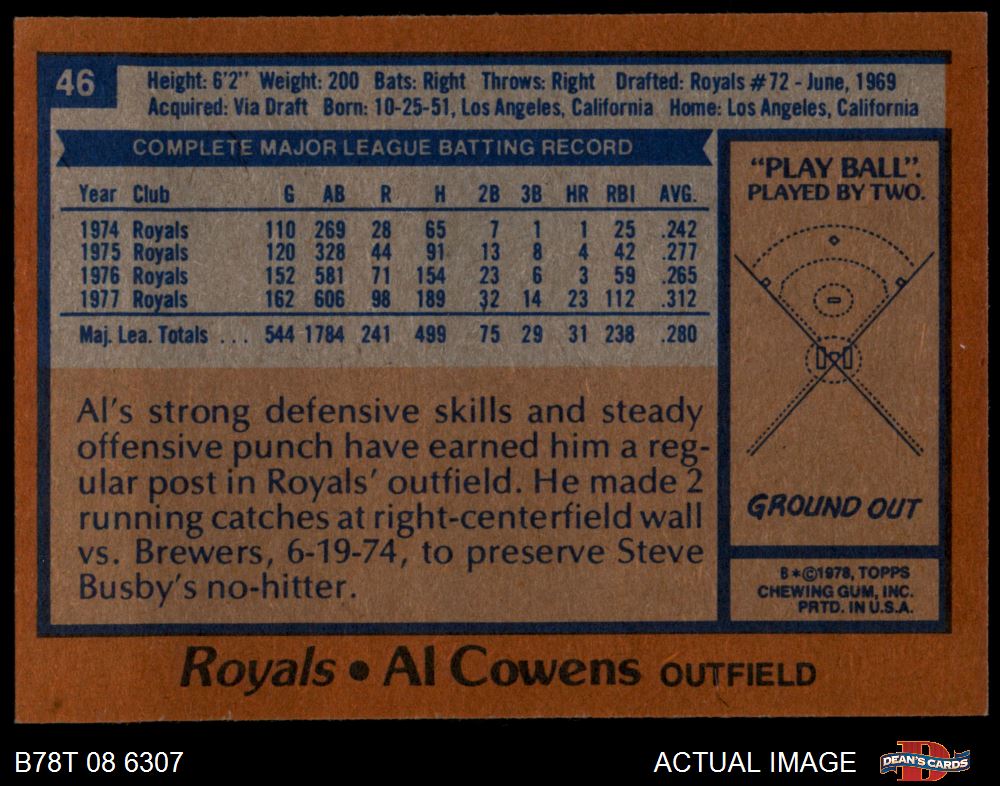 46
Height: 6'2" Weight: 200 Bats: Right Throws: Right Drafted: Royals #72 - June, 1969
Acquired: Via Draft Born: 10-25-51, Los Angeles, California Home: Los Angeles, California
COMPLETE MAJOR LEAGUE BATTING RECORD
Year Club G AB R H 2B 3B HR RBI AVG.
1974 Royals 110 269 28 65 7 1 1 25 .242
1975 Royals 120 328 44 91 13 8 4 42 .277
1976 Royals 152 581 71 154 23 6 3 59 .265
1977 Royals 162 606 98 189 32 14 23 112 .312
Maj. Lea. Totals . . . 544 1784 241 499 75 29 31 238 .280
Al's strong defensive skills and steady
offensive punch have earned him a reg-
ular post in Royals' outfield. He made 2
running catches at right-centerfield wall
vs. Brewers, 6-19-74, to preserve Steve
Busby's no-hitter.
"PLAY BALL".
PLAYED BY TWO.
GROUND OUT
B*©1978, TOPPS
CHEWING GUM, INC.
PRTD. IN U.S.A.
Royals • Al Cowens OUTFIELD
B78T 08 6307
ACTUAL IMAGE
DEAN'S CARDS